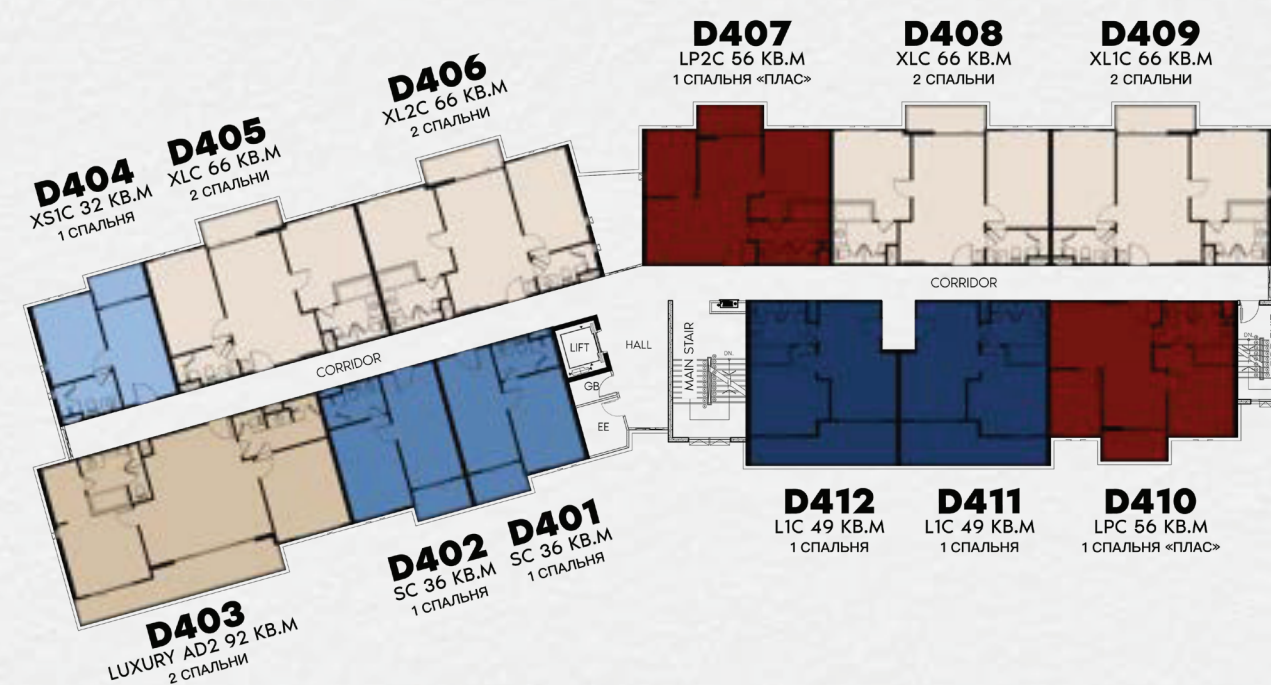 D407
LP2C 56 КВ.М
1 СПАЛЬНЯ «ПЛАС»
D408
XLC 66 КВ.М
2 СПАЛЬНИ
D409
XL1C 66 КВ.М
2 СПАЛЬНИ
D406
XL2C 66 КВ.М
2 СПАЛЬНИ
D405
XLC 66 КВ.М
2 СПАЛЬНИ
D404
XS1C 32 КВ.М
1 СПАЛЬНЯ
CORRIDOR
CORRIDOR
LIFT
HALL
MAIN STAIR
DN.
DN.
GB
EE
D412
L1C 49 КВ.М
1 СПАЛЬНЯ
D411
L1C 49 КВ.М
1 СПАЛЬНЯ
D410
LPC 56 КВ.М
1 СПАЛЬНЯ «ПЛАС»
D401
SC 36 КВ.М
1 СПАЛЬНЯ
D402
SC 36 КВ.М
1 СПАЛЬНЯ
D403
LUXURY AD2 92 КВ.М
2 СПАЛЬНИ